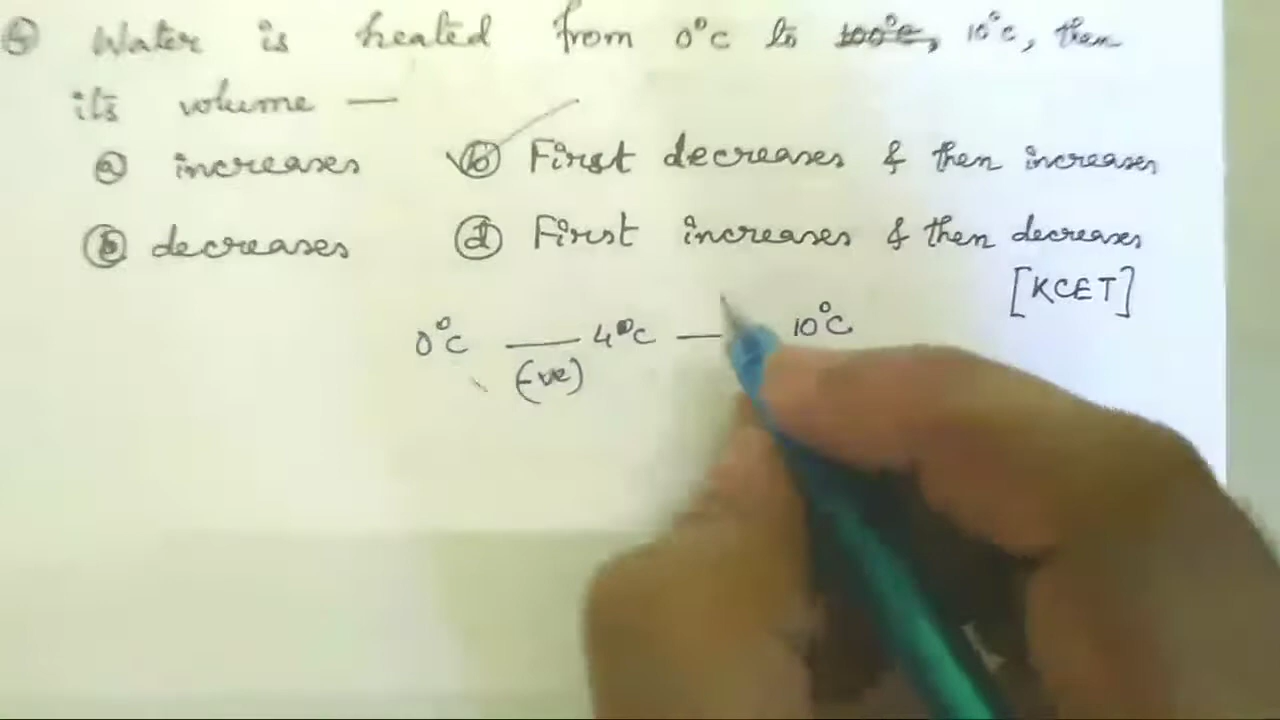 ④ Water is heated from 0°C to 100°C, 10°C, then
its volume —
ⓐ increases ⓑ First decreases & then increases
ⓒ decreases ⓓ First increases & then decreases
[KCET]
0°C — 4°C — 10°C
(-ve)